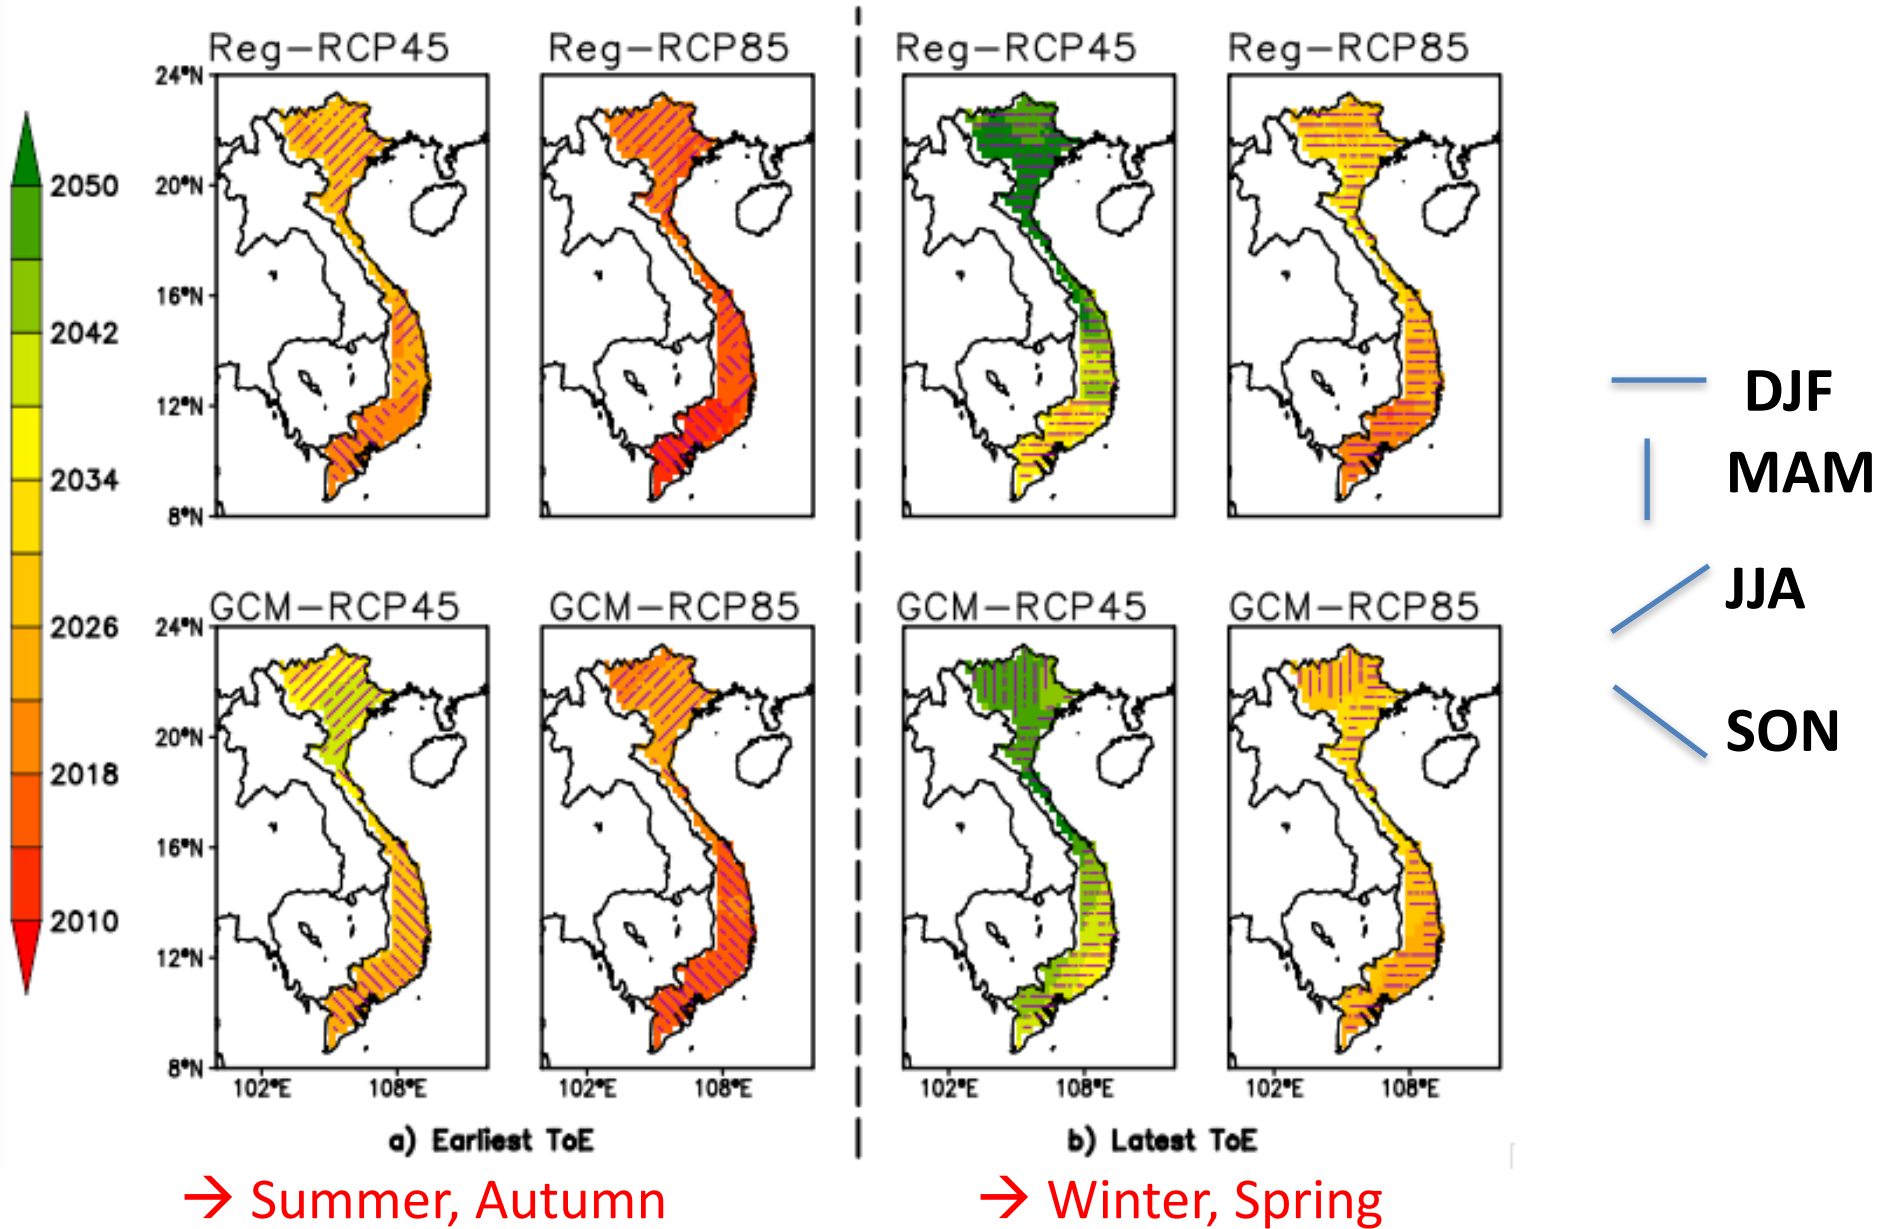 Reg-RCP45
Reg-RCP85
Reg-RCP45
Reg-RCP85
24°N
20°N
16°N
12°N
8°N
2050
2042
2034
2026
2018
2010
DJF
MAM
JJA
SON
GCM-RCP45
GCM-RCP85
GCM-RCP45
GCM-RCP85
24°N
20°N
16°N
12°N
8°N
102°E 108°E 102°E 108°E 102°E 108°E 102°E 108°E
a) Earliest ToE
b) Latest ToE
→ Summer, Autumn
→ Winter, Spring